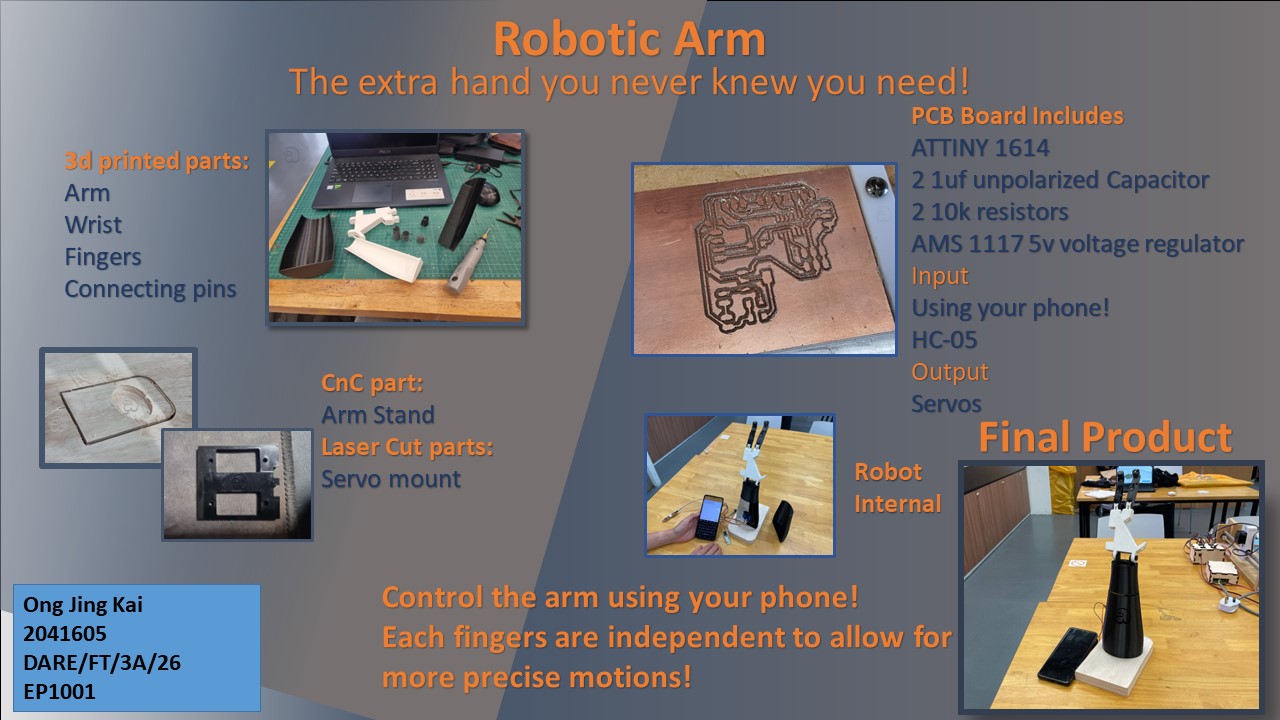 Robotic Arm
The extra hand you never knew you need!
3d printed parts:
Arm
Wrist
Fingers
Connecting pins
PCB Board Includes
ATTINY 1614
2 1uf unpolarized Capacitor
2 10k resistors
AMS 1117 5v voltage regulator
Input
Using your phone!
HC-05
Output
Servos
CnC part:
Arm Stand
Laser Cut parts:
Servo mount
Robot
Internal
Final Product
Control the arm using your phone!
Each fingers are independent to allow for
more precise motions!
Ong Jing Kai
2041605
DARE/FT/3A/26
EP1001